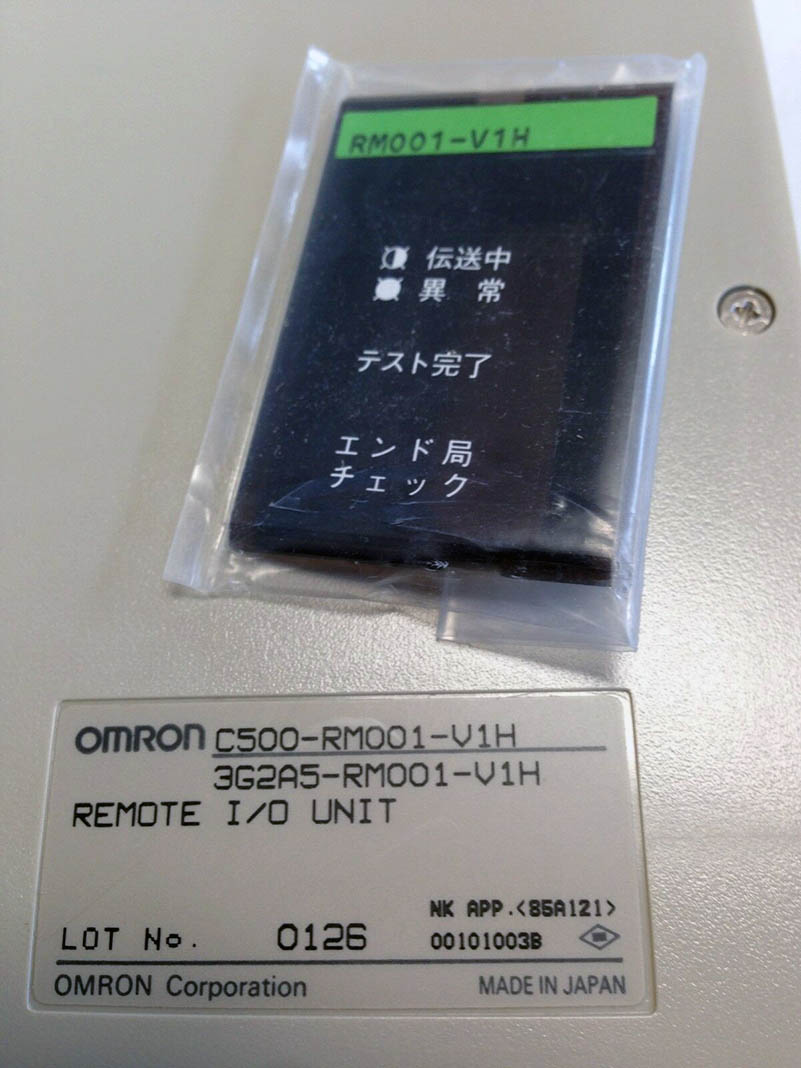 RM001-V1H
伝送中
異 常
テスト完了
エンド局
チェック
OMRON C500-RM001-V1H
3G2A5-RM001-V1H
REMOTE I/O UNIT
NK APP.<85A121>
LOT No. 0126 00101003B
OMRON Corporation MADE IN JAPAN